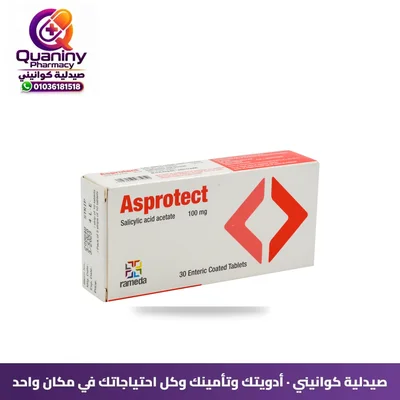 Quaniny
Pharmacy
صيدلية كوانيني
01036181518
Asprotect
Salicylic acid acetate 100 mg
30 Enteric Coated Tablets
rameda
صيدلية كوانيني - أدويتك وتأمينك وكل احتياجاتك في مكان واحد